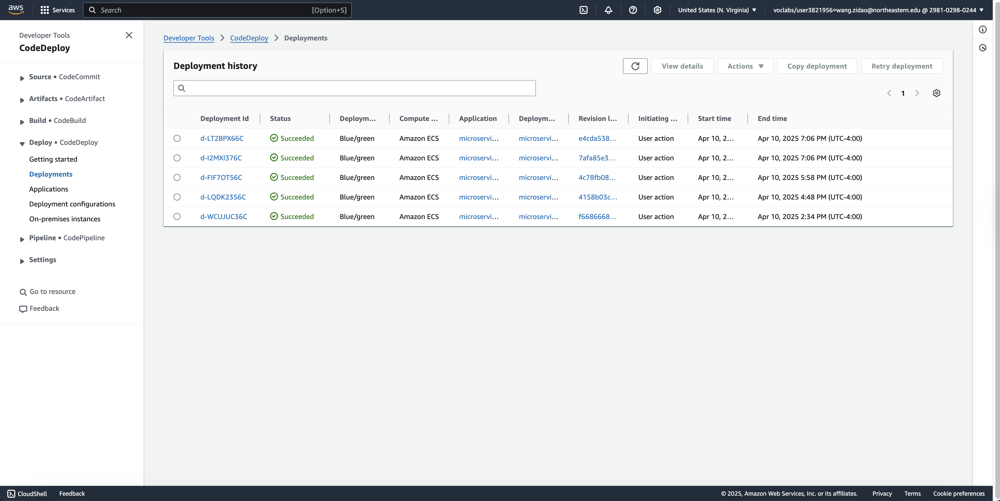 aws Services Search [Option+S] United States (N. Virginia) voclabs/user3821956=wang.zidao@northeastern.edu @ 2981-0298-0244
Developer Tools
CodeDeploy
Source • CodeCommit
Artifacts • CodeArtifact
Build • CodeBuild
Deploy • CodeDeploy
Getting started
Deployments
Applications
Deployment configurations
On-premises instances
Pipeline • CodePipeline
Settings
Go to resource
Feedback
Developer Tools CodeDeploy Deployments
Deployment history View details Actions Copy deployment Retry deployment
1
Deployment Id Status Deploym... Compute ... Application Deploym... Revision l... Initiating ... Start time End time
d-LT2BPX66C Succeeded Blue/green Amazon ECS microservi... microservi... e4cda538... User action Apr 10, 2... Apr 10, 2025 7:06 PM (UTC-4:00)
d-I2MXI376C Succeeded Blue/green Amazon ECS microservi... microservi... 7afa85e3... User action Apr 10, 2... Apr 10, 2025 7:06 PM (UTC-4:00)
d-FIF7OT56C Succeeded Blue/green Amazon ECS microservi... microservi... 4c78fb08... User action Apr 10, 2... Apr 10, 2025 5:58 PM (UTC-4:00)
d-LQDK2356C Succeeded Blue/green Amazon ECS microservi... microservi... 4158b03c... User action Apr 10, 2... Apr 10, 2025 4:48 PM (UTC-4:00)
d-WCUJUC36C Succeeded Blue/green Amazon ECS microservi... microservi... f6686668... User action Apr 10, 2... Apr 10, 2025 2:34 PM (UTC-4:00)
CloudShell Feedback © 2025, Amazon Web Services, Inc. or its affiliates. Privacy Terms Cookie preferences